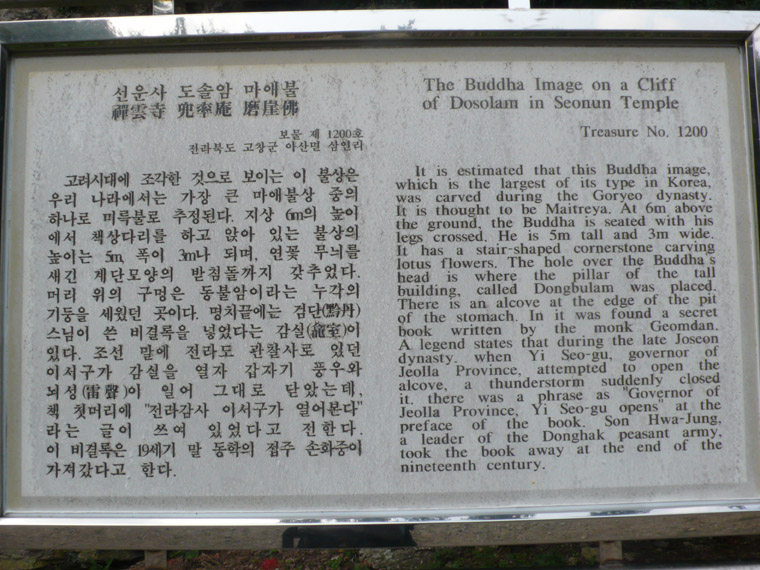 선운사 도솔암 마애불
禪雲寺 兜率庵 磨崖佛
보물 제 1200호
전라북도 고창군 아산면 삼인리
고려시대에 조각한 것으로 보이는 이 불상은
우리 나라에서는 가장 큰 마애불상 중의
하나로 미륵불로 추정된다. 지상 6m의 높이
에서 책상다리를 하고 앉아 있는 불상의
높이는 5m, 폭이 3m나 되며, 연꽃 무늬를
새긴 계단모양의 받침돌까지 갖추었다.
머리 위의 구멍은 동불암이라는 누각의
기둥을 세웠던 곳이다. 명치끝에는 검단(黔丹)
스님이 쓴 비결록을 넣었다는 감실(龕室)이
있다. 조선 말에 전라도 관찰사로 있던
이서구가 감실을 열자 갑자기 풍우와
뇌성(雷聲)이 일어 그대로 닫았는데,
책 첫머리에 "전라감사 이서구가 열어본다"
라는 글이 쓰여 있었다고 전한다.
이 비결록은 19세기 말 동학의 접주 손화중이
가져갔다고 한다.
The Buddha Image on a Cliff
of Dosolam in Seonun Temple
Treasure No. 1200
It is estimated that this Buddha image,
which is the largest of its type in Korea,
was carved during the Goryeo dynasty.
It is thought to be Maitreya. At 6m above
the ground, the Buddha is seated with his
legs crossed. He is 5m tall and 3m wide.
It has a stair-shaped cornerstone carving
lotus flowers. The hole over the Buddha's
head is where the pillar of the tall
building, called Dongbulam was placed.
There is an alcove at the edge of the pit
of the stomach. In it was found a secret
book written by the monk Geomdan.
A legend states that during the late Joseon
dynasty. when Yi Seo-gu, governor of
Jeolla Province, attempted to open the
alcove, a thunderstorm suddenly closed
it. there was a phrase as "Governor of
Jeolla Province, Yi Seo-gu opens" at the
preface of the book. Son Hwa-Jung,
a leader of the Donghak peasant army,
took the book away at the end of the
nineteenth century.